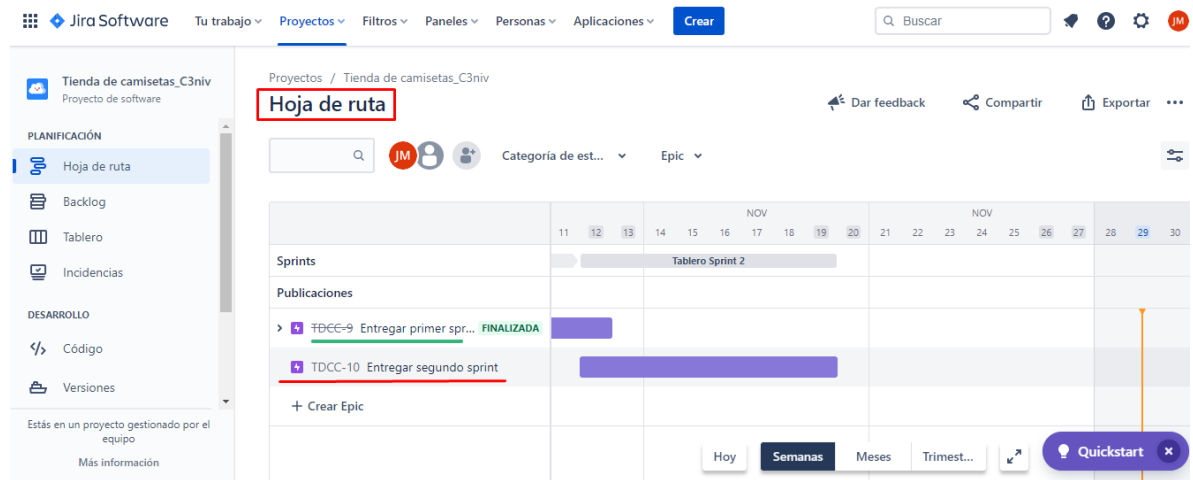 Jira Software Tu trabajo Proyectos Filtros Paneles Personas Aplicaciones Crear Buscar JM
Tienda de camisetas_C3niv
Proyecto de software
PLANIFICACIÓN
Hoja de ruta
Backlog
Tablero
Incidencias
DESARROLLO
Código
Versiones
Estás en un proyecto gestionado por el
equipo
Más información
Proyectos / Tienda de camisetas_C3niv
Hoja de ruta
Dar feedback Compartir Exportar
JM Categoría de est... Epic
NOV NOV
11 12 13 14 15 16 17 18 19 20 21 22 23 24 25 26 27 28 29 30
Sprints Tablero Sprint 2
Publicaciones
TDCC-9 Entregar primer spr... FINALIZADA
TDCC-10 Entregar segundo sprint
+ Crear Epic
Hoy Semanas Meses Trimest... Quickstart